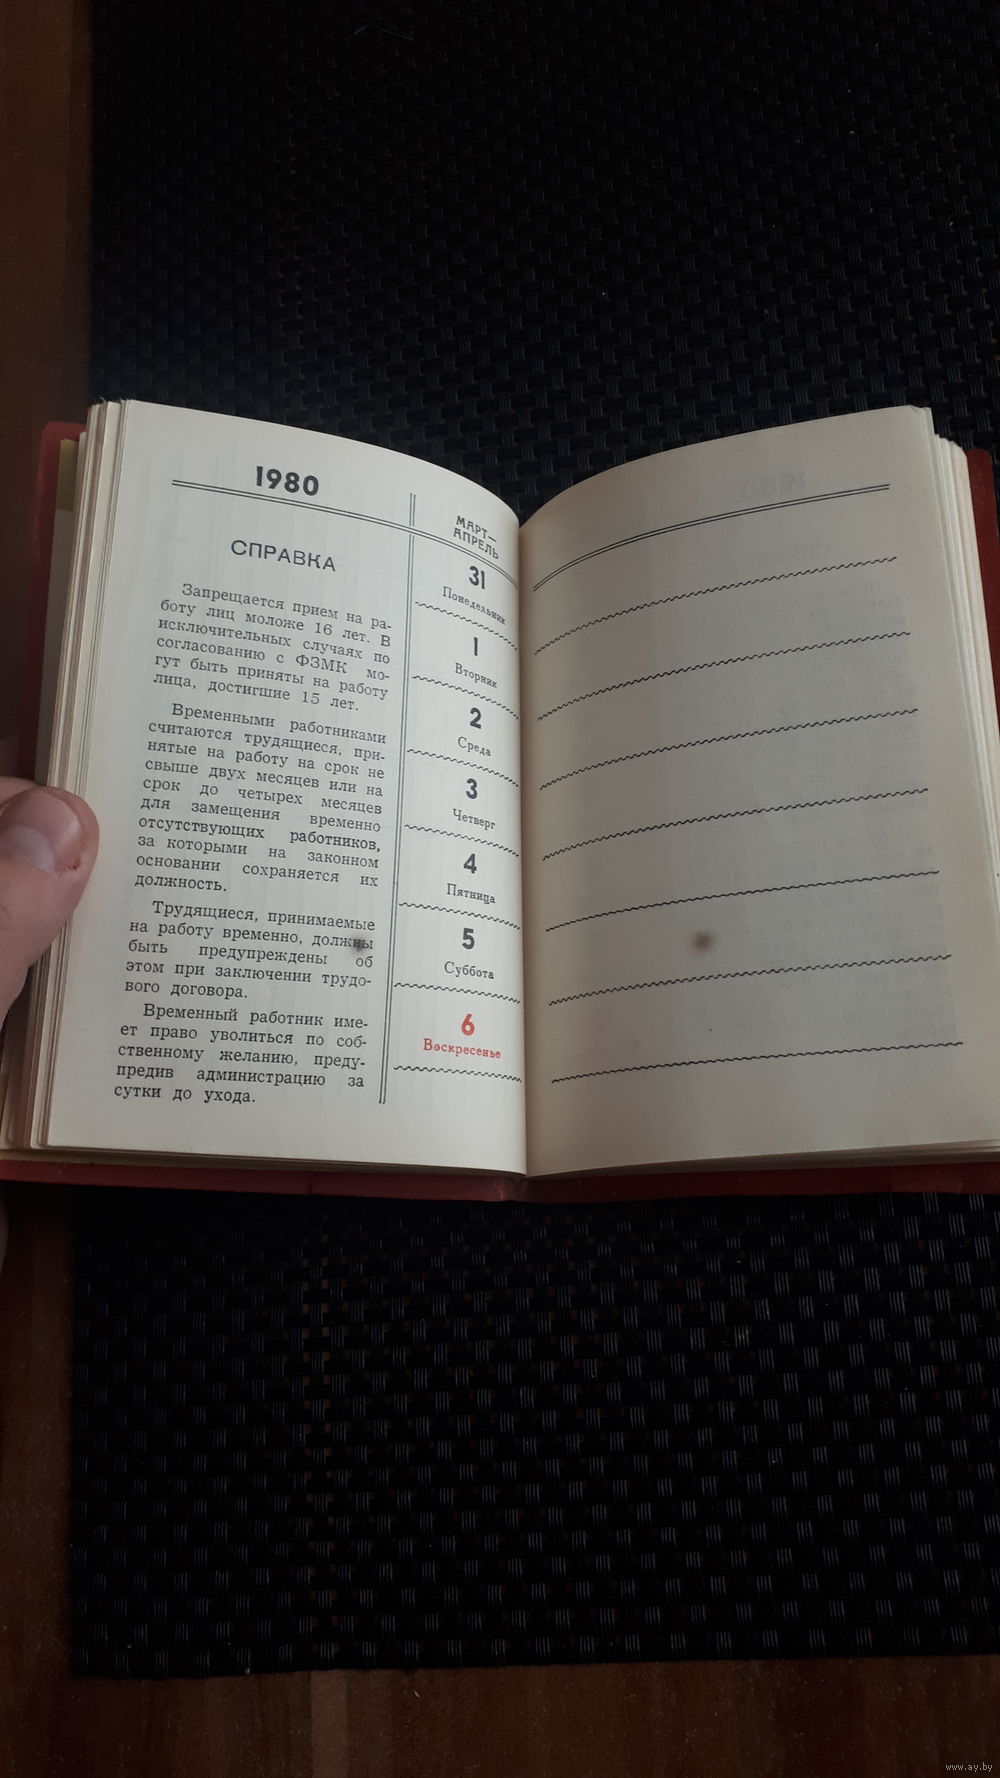 1980
СПРАВКА
Запрещается прием на ра-
боту лиц моложе 16 лет. В
исключительных случаях по
согласованию с ФЗМК мо-
гут быть приняты на работу
лица, достигшие 15 лет.
Временными работниками
считаются трудящиеся, при-
нятые на работу на срок не
свыше двух месяцев или на
срок до четырех месяцев
для замещения временно
отсутствующих работников,
за которыми на законном
основании сохраняется их
должность.
Трудящиеся, принимаемые
на работу временно, должны
быть предупреждены об
этом при заключении трудо-
вого договора.
Временный работник име-
ет право уволиться по соб-
ственному желанию, преду-
предив администрацию за
сутки до ухода.
МАРТ—
АПРЕЛЬ
31
Понедельник
1
Вторник
2
Среда
3
Четверг
4
Пятница
5
Суббота
6
Воскресенье
www.ay.by